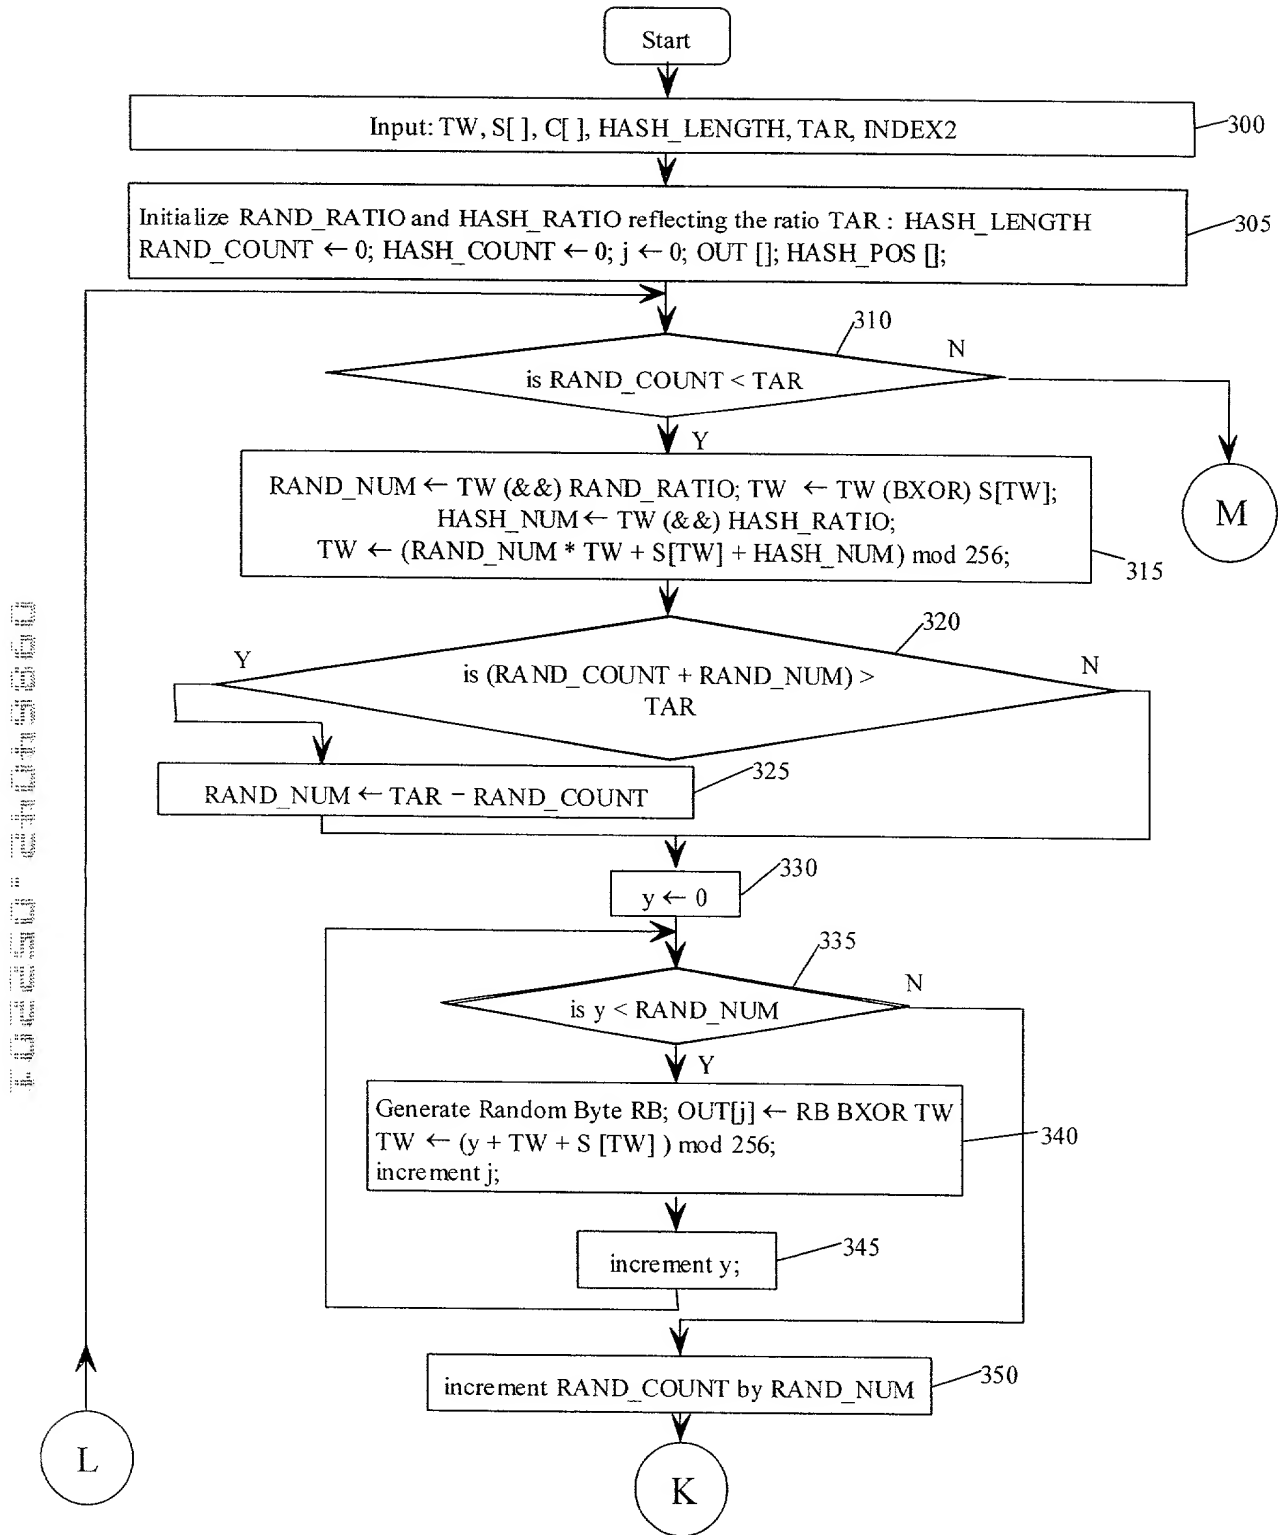 Start
Input: TW, S[ ], C[ ], HASH_LENGTH, TAR, INDEX2
300
Initialize RAND_RATIO and HASH_RATIO reflecting the ratio TAR : HASH_LENGTH
RAND_COUNT ← 0; HASH_COUNT ← 0; j ← 0; OUT []; HASH_POS [];
305
310
N
is RAND_COUNT < TAR
Y
RAND_NUM ← TW (&&) RAND_RATIO; TW ← TW (BXOR) S[TW];
HASH_NUM ← TW (&&) HASH_RATIO;
TW ← (RAND_NUM * TW + S[TW] + HASH_NUM) mod 256;
M
315
320
Y
N
is (RAND_COUNT + RAND_NUM) >
TAR
325
RAND_NUM ← TAR - RAND_COUNT
330
y ← 0
335
N
is y < RAND_NUM
Y
Generate Random Byte RB; OUT[j] ← RB BXOR TW
TW ← (y + TW + S [TW] ) mod 256;
increment j;
340
345
increment y;
increment RAND_COUNT by RAND_NUM
350
L
K